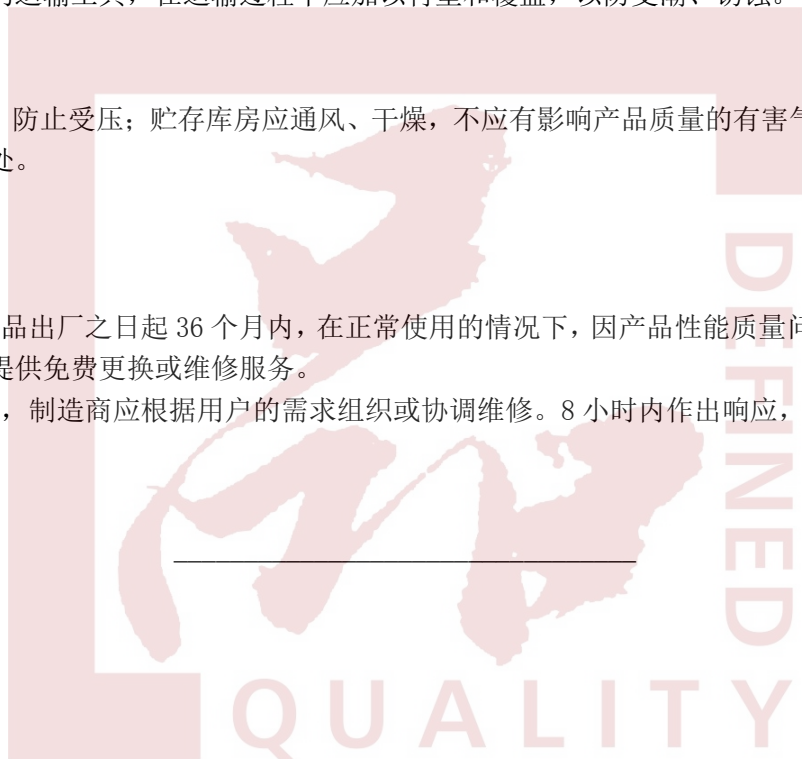 运输工具，在运输过程中应加以衬垫和覆盖，以防受潮、
防止受压；贮存库房应通风、干燥，不应有影响产品质量的有害气
处。
品出厂之日起 36 个月内，在正常使用的情况下，因产品性能质量问
提供免费更换或维修服务。
，制造商应根据用户的需求组织或协调维修。8 小时内作出响应，
DEFINED
QUALITY